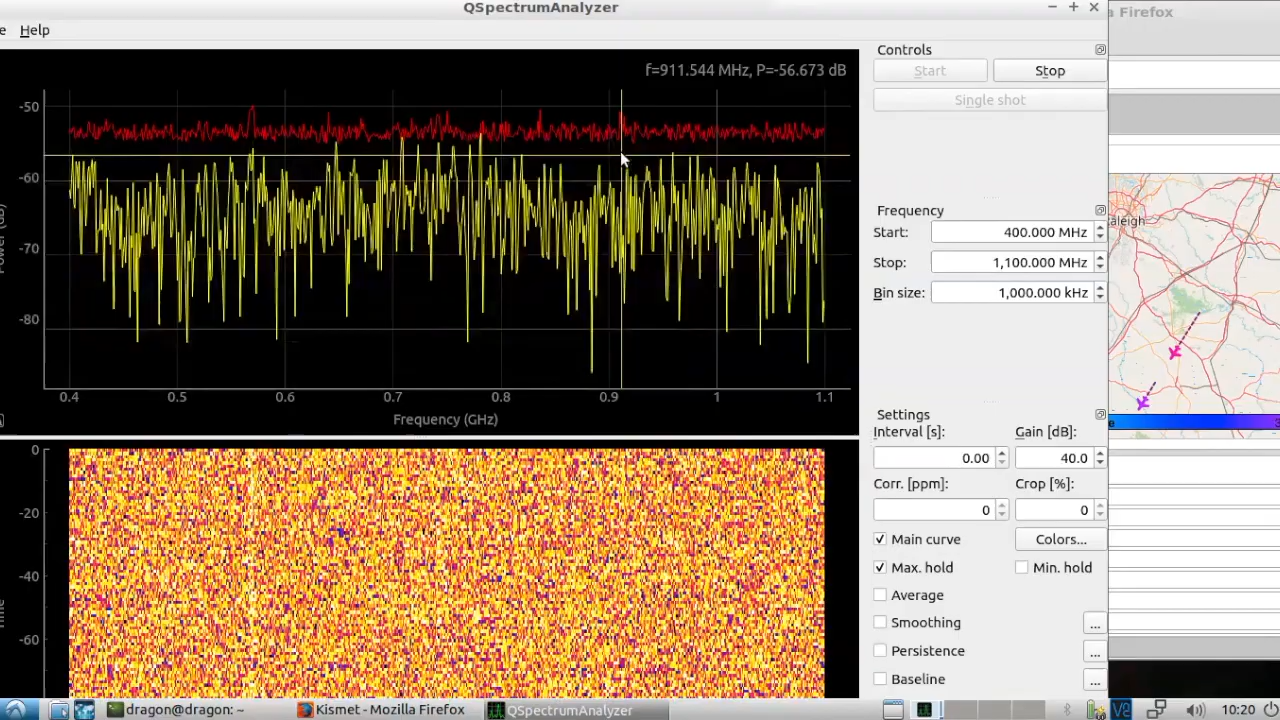 QSpectrumAnalyzer
a Firefox
e Help
f=911.544 MHz, P=-56.673 dB
-50
-60
-70
-80
Power (dB)
0.4 0.5 0.6 0.7 0.8 0.9 1 1.1
Frequency (GHz)
0
-20
-40
-60
Time
Controls
Start
Stop
Single shot
Frequency
Start: 400.000 MHz
Stop: 1,100.000 MHz
Bin size: 1,000.000 kHz
Settings
Interval [s]: Gain [dB]:
0.00 40.0
Corr. [ppm]: Crop [%]:
0 0
Main curve Colors...
Max. hold Min. hold
Average
Smoothing ...
Persistence ...
Baseline ...
aleigh
e
dragon@dragon: ~
Kismet - Mozilla Firefox
QSpectrumAnalyzer
10:20